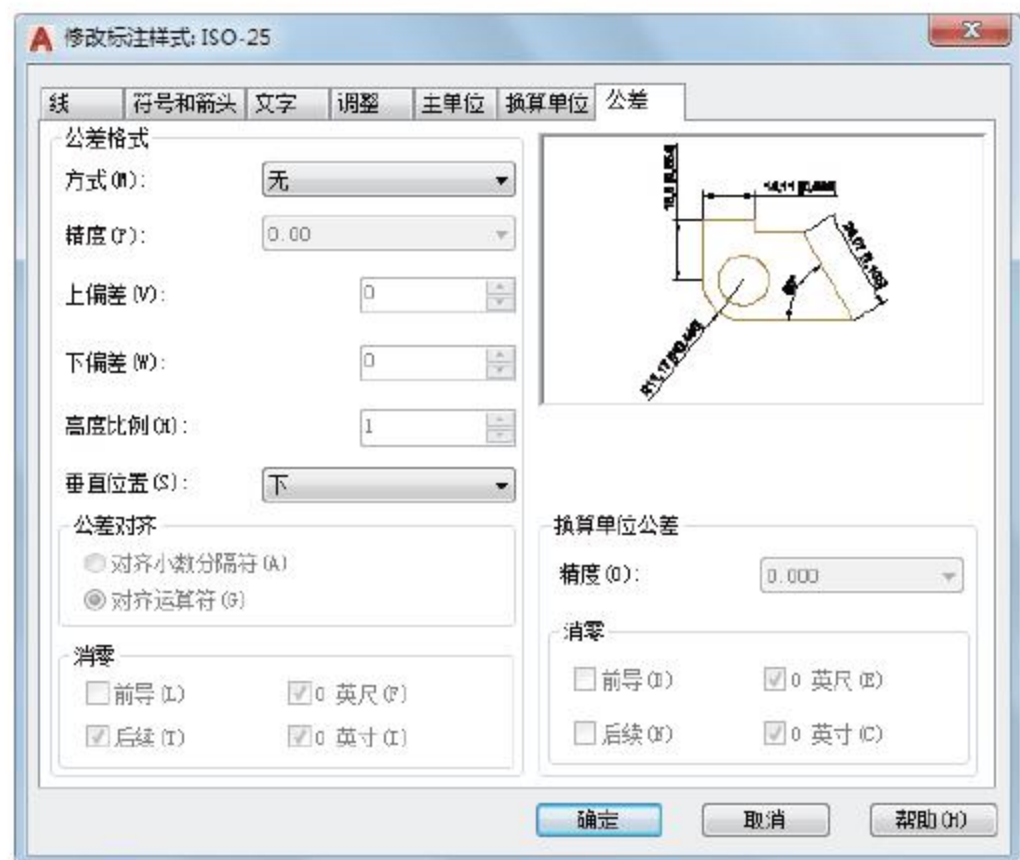 修改标注样式: ISO-25
线 符号和箭头 文字 调整 主单位 换算单位 公差
公差格式
方式(M): 无
精度(P): 0.00
上偏差(V): 0
下偏差(W): 0
高度比例(H): 1
垂直位置(S): 下
公差对齐
对齐小数分隔符(A)
对齐运算符(G)
消零
前导(L) 0 英尺(F)
后续(T) 0 英寸(I)
换算单位公差
精度(O): 0.000
消零
前导(D) 0 英尺(E)
后续(N) 0 英寸(C)
确定 取消 帮助(H)